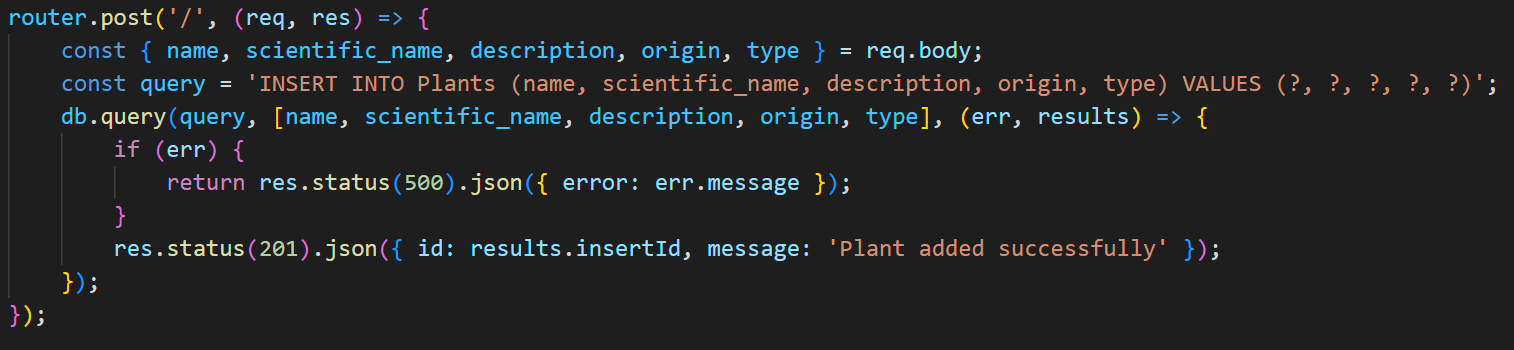 router.post('/', (req, res) => {
    const { name, scientific_name, description, origin, type } = req.body;
    const query = 'INSERT INTO Plants (name, scientific_name, description, origin, type) VALUES (?, ?, ?, ?, ?)';
    db.query(query, [name, scientific_name, description, origin, type], (err, results) => {
        if (err) {
            return res.status(500).json({ error: err.message });
        }
        res.status(201).json({ id: results.insertId, message: 'Plant added successfully' });
    });
});